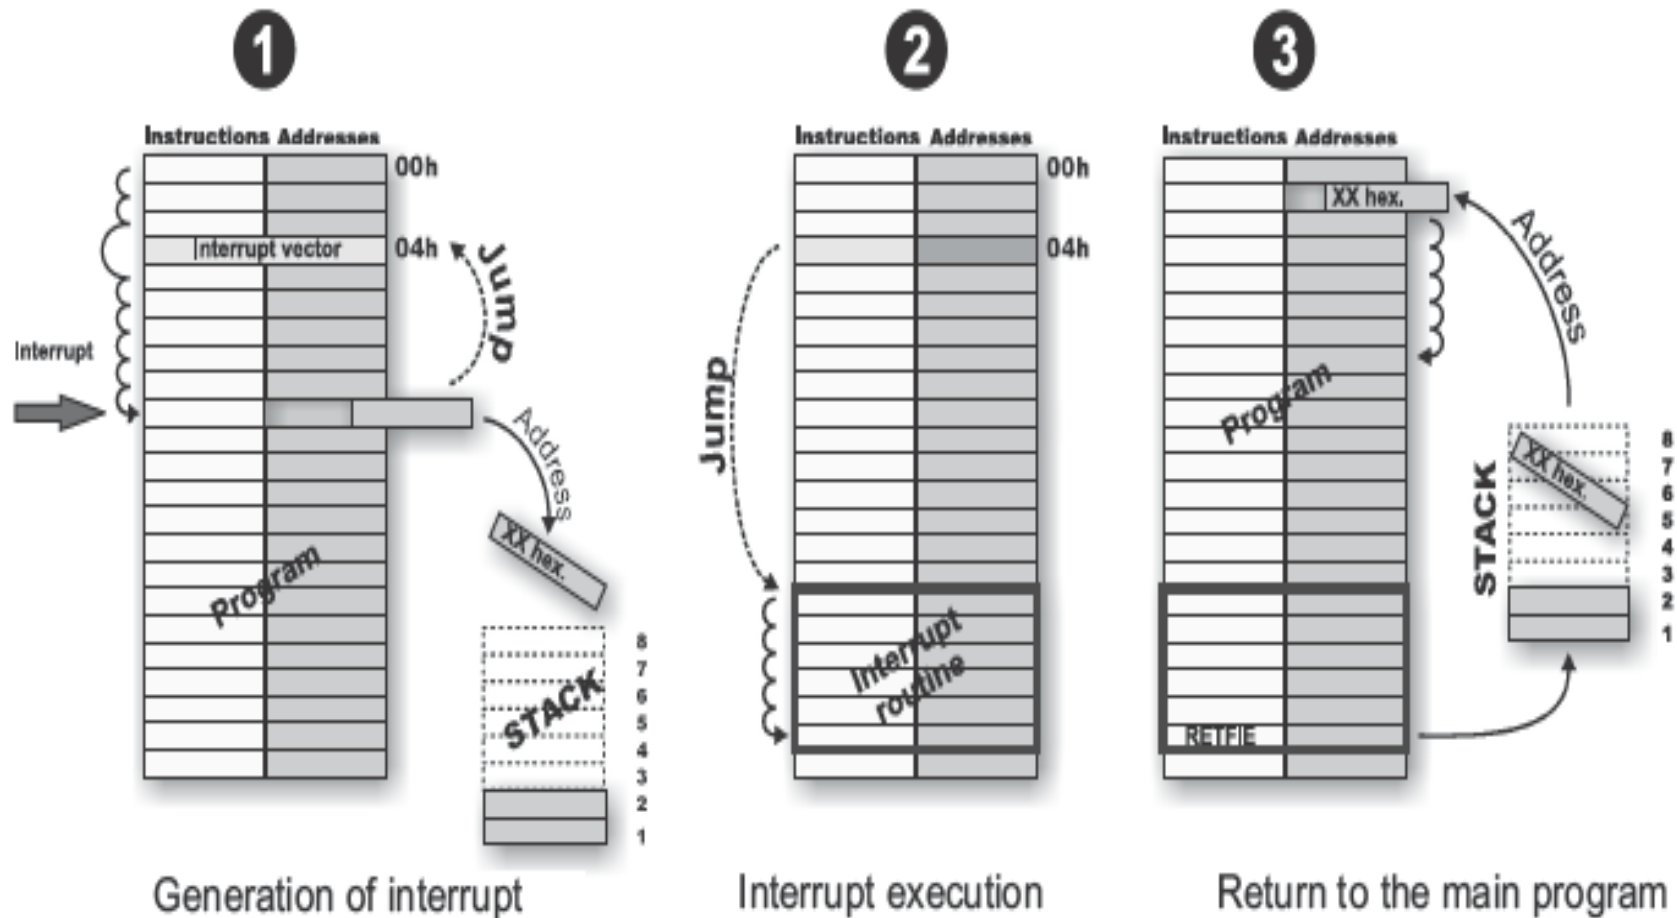 1
Instructions Addresses
00h
Interrupt vector
04h
Jump
Interrupt
Address
XX hex.
Program
STACK
8
7
6
5
4
3
2
1
Generation of interrupt
2
Instructions Addresses
00h
04h
Jump
Interrupt
routine
Interrupt execution
3
Instructions Addresses
XX hex.
Address
Program
STACK
XX hex.
8
7
6
5
4
3
2
1
RETFIE
Return to the main program